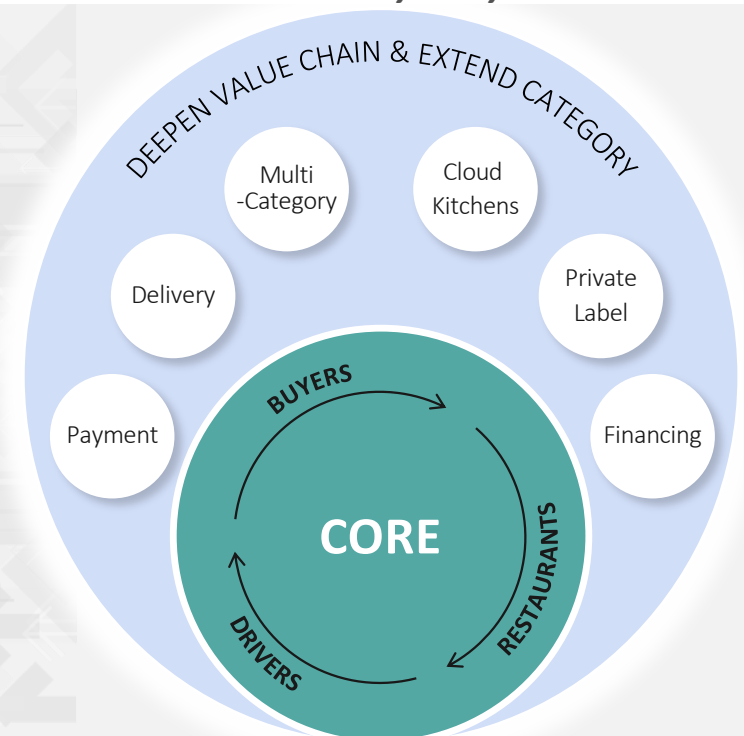 DEEPEN VALUE CHAIN & EXTEND CATEGORY
Multi
-Category
Cloud
Kitchens
Delivery
Private
Label
Payment
Financing
BUYERS
CORE
RESTAURANTS
DRIVERS